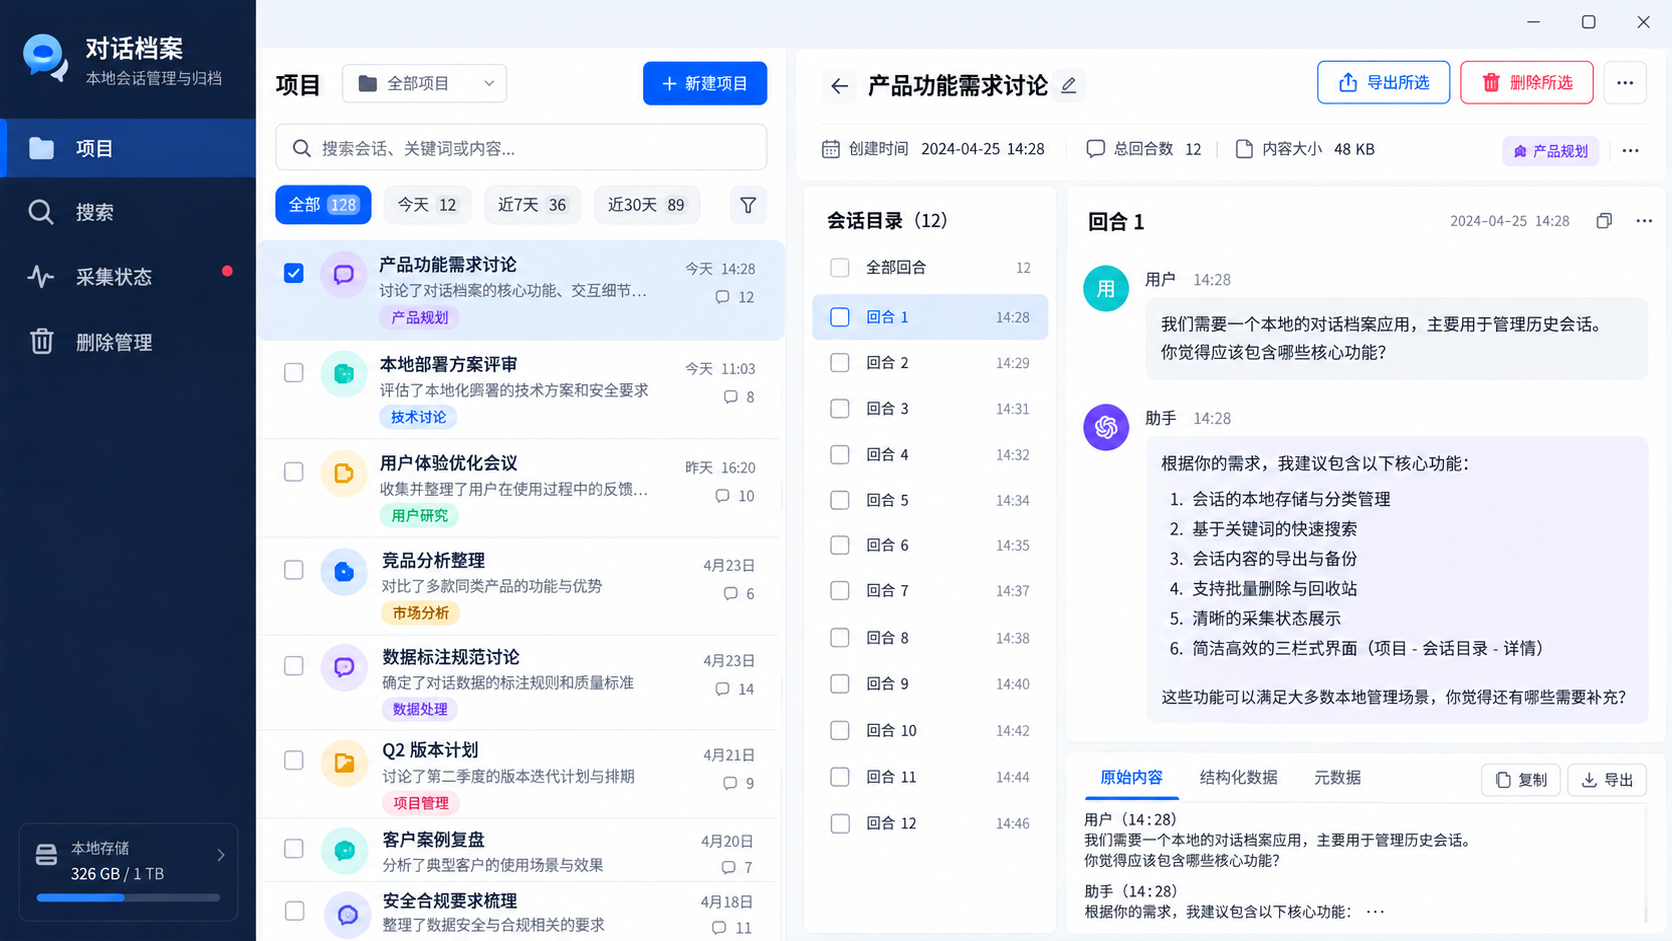 对话档案
本地会话管理与归档
项目
搜索
采集状态
删除管理
本地存储
326 GB / 1 TB
项目
全部项目
新建项目
搜索会话、关键词或内容...
全部 128
今天 12
近7天 36
近30天 89
产品功能需求讨论
今天 14:28
讨论了对话档案的核心功能、交互细节...
12
产品规划
本地部署方案评审
今天 11:03
评估了本地化署的技术方案和安全要求
8
技术讨论
用户体验优化会议
昨天 16:20
收集并整理了用户在使用过程中的反馈...
10
用户研究
竞品分析整理
4月23日
对比了多款同类产品的功能与优势
6
市场分析
数据标注规范讨论
4月23日
确定了对话数据的标注规则和质量标准
14
数据处理
Q2 版本计划
4月21日
讨论了第二季度的版本迭代计划与排期
9
项目管理
客户案例复盘
4月20日
分析了典型客户的使用场景与效果
7
安全合规要求梳理
4月18日
整理了数据安全与合规相关的要求
11
产品功能需求讨论
导出所选
删除所选
创建时间 2024-04-25 14:28
总回合数 12
内容大小 48 KB
产品规划
会话目录（12）
全部回合 12
回合 1 14:28
回合 2 14:29
回合 3 14:31
回合 4 14:32
回合 5 14:34
回合 6 14:35
回合 7 14:37
回合 8 14:38
回合 9 14:40
回合 10 14:42
回合 11 14:44
回合 12 14:46
回合 1
2024-04-25 14:28
用
用户 14:28
我们需要一个本地的对话档案应用，主要用于管理历史会话。
你觉得应该包含哪些核心功能？
助手 14:28
根据你的需求，我建议包含以下核心功能：
1. 会话的本地存储与分类管理
2. 基于关键词的快速搜索
3. 会话内容的导出与备份
4. 支持批量删除与回收站
5. 清晰的采集状态展示
6. 简洁高效的三栏式界面（项目 - 会话目录 - 详情）
这些功能可以满足大多数本地管理场景，你觉得还有哪些需要补充？
原始内容
结构化数据
元数据
复制
导出
用户（14:28）
我们需要一个本地的对话档案应用，主要用于管理历史会话。
你觉得应该包含哪些核心功能？
助手（14:28）
根据你的需求，我建议包含以下核心功能： ...